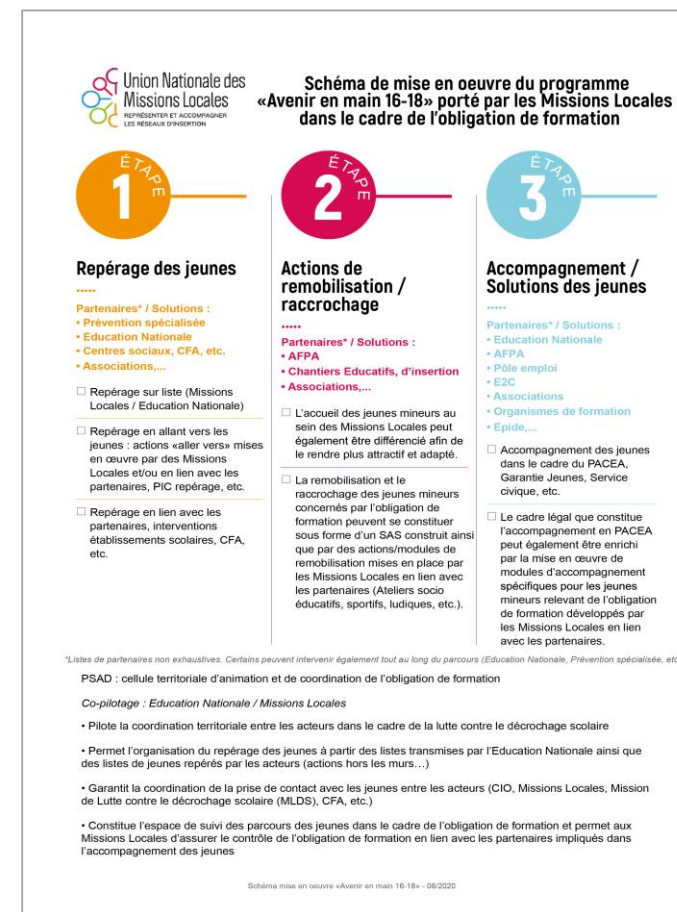 Union Nationale des
Missions Locales
REPRÉSENTER ET ACCOMPAGNER
LES RÉSEAUX D'INSERTION
Schéma de mise en oeuvre du programme
«Avenir en main 16-18» porté par les Missions Locales
dans le cadre de l'obligation de formation
ÉTAPE
1
Repérage des jeunes
.....
Partenaires* / Solutions :
• Prévention spécialisée
• Education Nationale
• Centres sociaux, CFA, etc.
• Associations,...
☐ Repérage sur liste (Missions
Locales / Education Nationale)
☐ Repérage en allant vers les
jeunes : actions «aller vers» mises
en œuvre par des Missions
Locales et/ou en lien avec les
partenaires, PIC repérage, etc.
☐ Repérage en lien avec les
partenaires, interventions
établissements scolaires, CFA,
etc.
ÉTAPE
2
Actions de
remobilisation /
raccrochage
.....
Partenaires* / Solutions :
• AFPA
• Chantiers Educatifs, d'insertion
• Associations,...
☐ L'accueil des jeunes mineurs au
sein des Missions Locales peut
également être différencié afin de
le rendre plus attractif et adapté.
☐ La remobilisation et le
raccrochage des jeunes mineurs
concernés par l'obligation de
formation peuvent se constituer
sous forme d'un SAS construit ainsi
que par des actions/modules de
remobilisation mises en place par
les Missions Locales en lien avec
les partenaires (Ateliers socio
éducatifs, sportifs, ludiques, etc.).
ÉTAPE
3
Accompagnement /
Solutions des jeunes
.....
Partenaires* / Solutions :
• Education Nationale
• AFPA
• Pôle emploi
• E2C
• Associations
• Organismes de formation
• Epide,...
☐ Accompagnement des jeunes
dans le cadre du PACEA,
Garantie Jeunes, Service
civique, etc.
☐ Le cadre légal que constitue
l'accompagnement en PACEA
peut également être enrichi
par la mise en œuvre de
modules d'accompagnement
spécifiques pour les jeunes
mineurs relevant de l'obligation
de formation développés par
les Missions Locales en lien
avec les partenaires.
*Listes de partenaires non exhaustives. Certains peuvent intervenir également tout au long du parcours (Education Nationale, Prévention spécialisée, etc
PSAD : cellule territoriale d'animation et de coordination de l'obligation de formation
Co-pilotage : Education Nationale / Missions Locales
• Pilote la coordination territoriale entre les acteurs dans le cadre de la lutte contre le décrochage scolaire
• Permet l'organisation du repérage des jeunes à partir des listes transmises par l'Education Nationale ainsi que
des listes de jeunes repérés par les acteurs (actions hors les murs…)
• Garantit la coordination de la prise de contact avec les jeunes entre les acteurs (CIO, Missions Locales, Mission
de Lutte contre le décrochage scolaire (MLDS), CFA, etc.)
• Constitue l'espace de suivi des parcours des jeunes dans le cadre de l'obligation de formation et permet aux
Missions Locales d'assurer le contrôle de l'obligation de formation en lien avec les partenaires impliqués dans
l'accompagnement des jeunes
Schéma mise en oeuvre «Avenir en main 16-18» - 08/2020